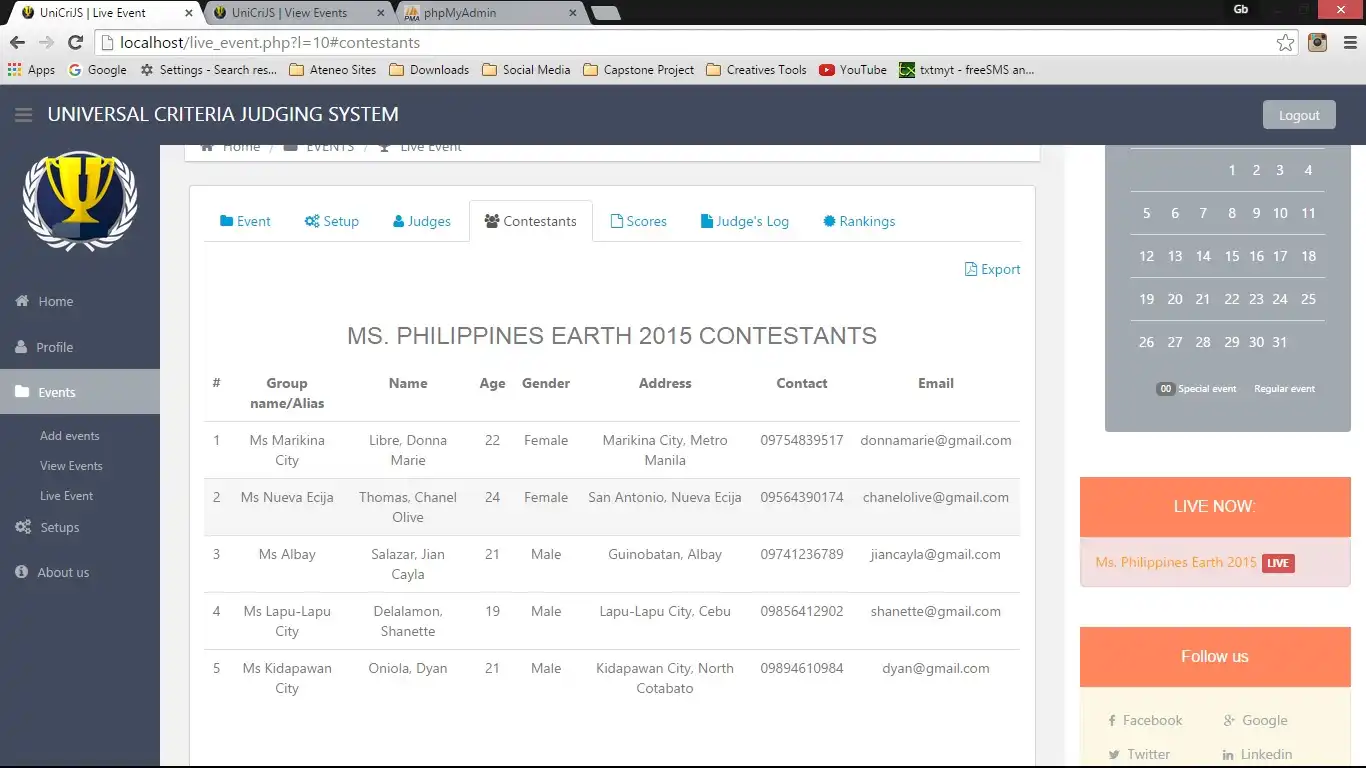 UniCriJS | Live Event
UniCriJS | View Events
phpMyAdmin
Gb
localhost/live_event.php?l=10#contestants
Apps
Google
Settings - Search res...
Ateneo Sites
Downloads
Social Media
Capstone Project
Creatives Tools
YouTube
txtmyt - freeSMS an...
UNIVERSAL CRITERIA JUDGING SYSTEM
Logout
Home / EVENTS / Live Event
Home
Profile
Events
Add events
View Events
Live Event
Setups
About us
Event
Setup
Judges
Contestants
Scores
Judge's Log
Rankings
Export
MS. PHILIPPINES EARTH 2015 CONTESTANTS
# Group name/Alias Name Age Gender Address Contact Email
1 Ms Marikina City Libre, Donna Marie 22 Female Marikina City, Metro Manila 09754839517 donnamarie@gmail.com
2 Ms Nueva Ecija Thomas, Chanel Olive 24 Female San Antonio, Nueva Ecija 09564390174 chanelolive@gmail.com
3 Ms Albay Salazar, Jian Cayla 21 Male Guinobatan, Albay 09741236789 jiancayla@gmail.com
4 Ms Lapu-Lapu City Delalamon, Shanette 19 Male Lapu-Lapu City, Cebu 09856412902 shanette@gmail.com
5 Ms Kidapawan City Oniola, Dyan 21 Male Kidapawan City, North Cotabato 09894610984 dyan@gmail.com
1 2 3 4
5 6 7 8 9 10 11
12 13 14 15 16 17 18
19 20 21 22 23 24 25
26 27 28 29 30 31
00 Special event Regular event
LIVE NOW:
Ms. Philippines Earth 2015 LIVE
Follow us
Facebook
Google
Twitter
Linkedin